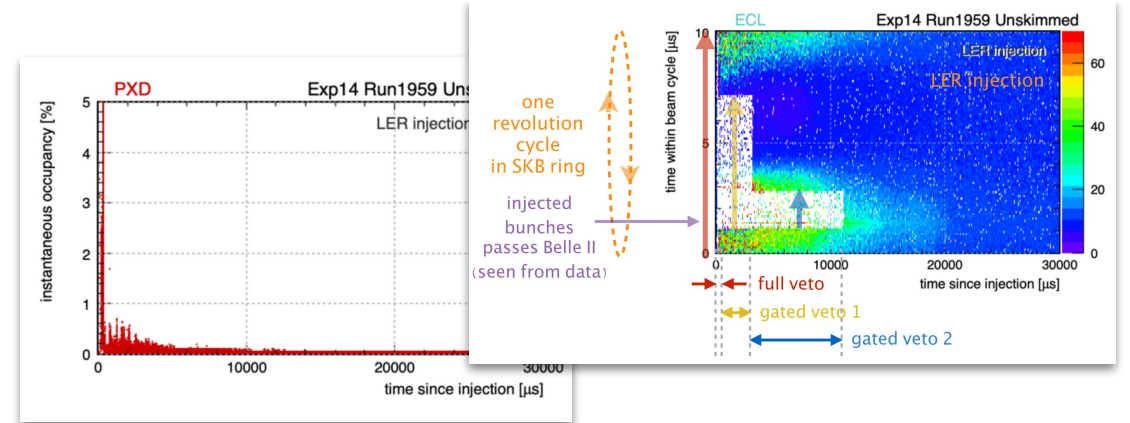 PXD
Exp14 Run1959 Uns
LER injection
instantaneous occupancy [%]
5
4
3
2
1
0
0
10000
20000
30000
time since injection [μs]
ECL
Exp14 Run1959 Unskimmed
LER injection
LER injection
one
revolution
cycle
in SKB ring
injected
bunches
passes Belle II
(seen from data)
time within beam cycle [μs]
10
5
0
60
40
20
0
0
10000
20000
30000
time since injection [μs]
full veto
gated veto 1
gated veto 2